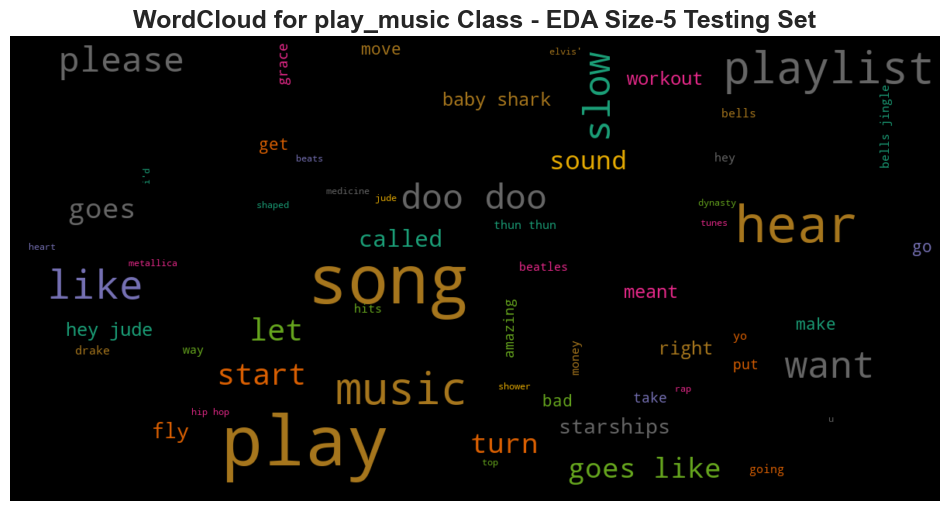 WordCloud for play_music Class - EDA Size-5 Testing Set
please
grace
move
elvis'
slow
workout
playlist
baby shark
bells
bells jingle
get
beats
sound
hey
i'd
medicine
jude
doo doo
goes
shaped
thun thun
dynasty
tunes
hear
heart
called
go
metallica
beatles
like
song
meant
hits
hey jude
let
amazing
make
drake
way
money
right
yo
put
want
start
music
shower
bad
take
rap
hip hop
fly
play
turn
starships
u
top
goes like
going